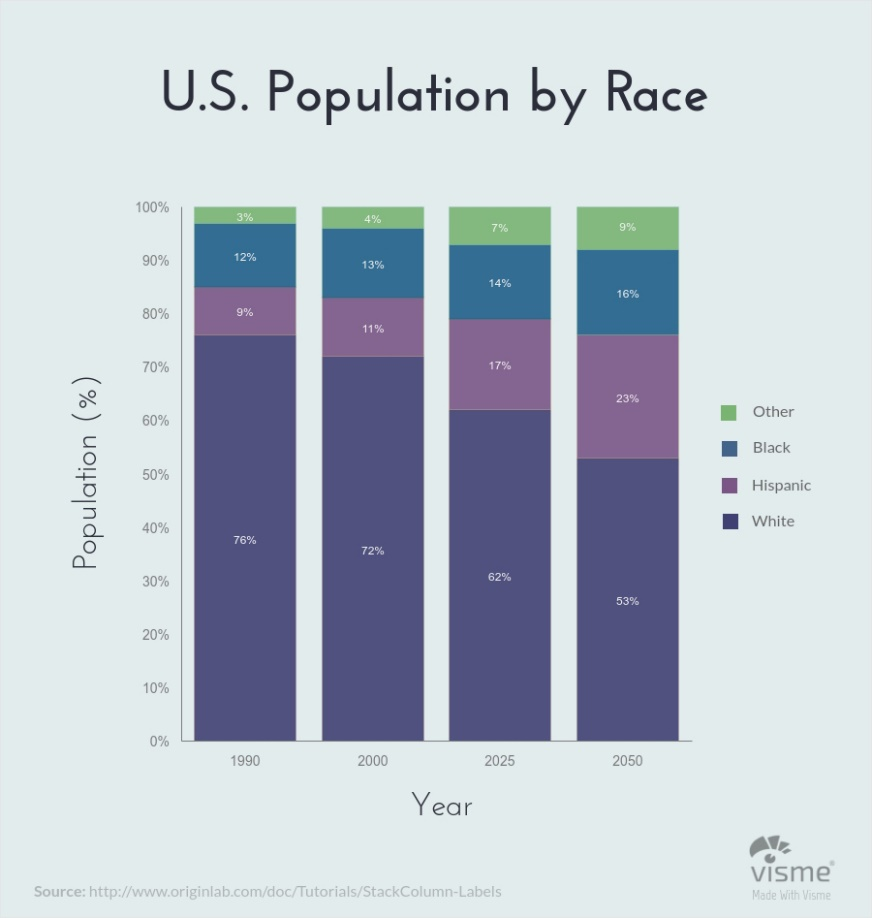 U.S. Population by Race
100%
90%
80%
70%
60%
50%
40%
30%
20%
10%
0%
Population (%)
3%
12%
9%
76%
4%
13%
11%
72%
7%
14%
17%
62%
9%
16%
23%
53%
1990 2000 2025 2050
Year
Other
Black
Hispanic
White
Source: http://www.originlab.com/doc/Tutorials/StackColumn-Labels
visme®
Made With Visme